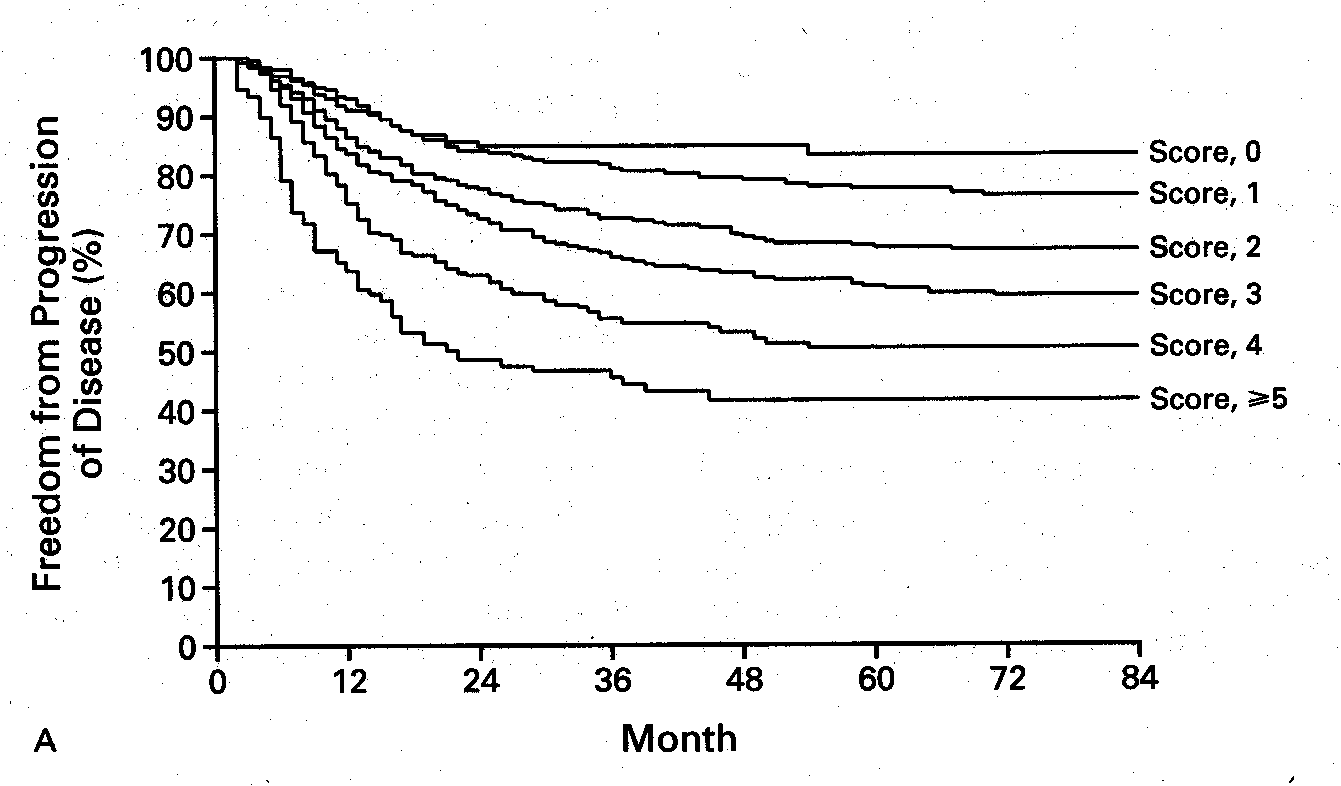 Freedom from Progression
of Disease (%)
100
90
80
70
60
50
40
30
20
10
0
Score, 0
Score, 1
Score, 2
Score, 3
Score, 4
Score, ⩾5
0 12 24 36 48 60 72 84
Month
A